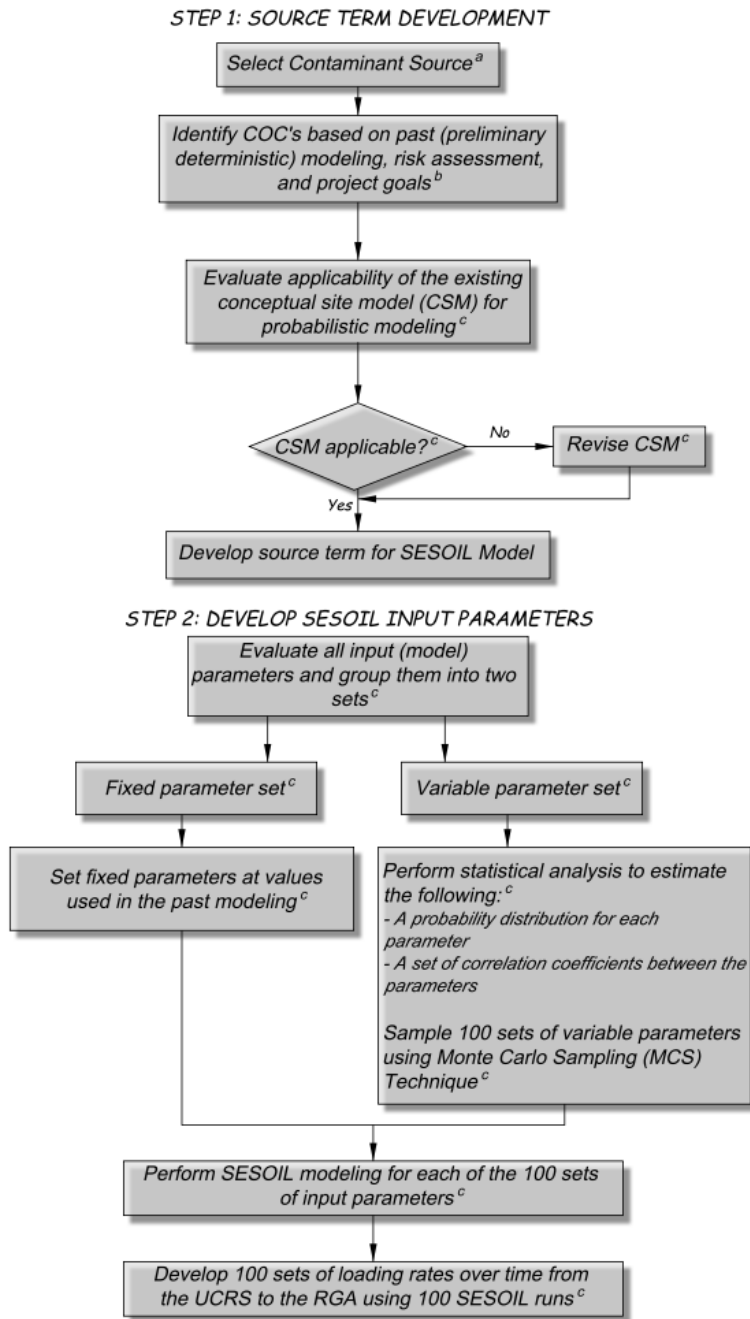 STEP 1: SOURCE TERM DEVELOPMENT
Select Contaminant Source a
Identify COC's based on past (preliminary
deterministic) modeling, risk assessment,
and project goals b
Evaluate applicability of the existing
conceptual site model (CSM) for
probabilistic modeling c
CSM applicable? c
No
Revise CSM c
Yes
Develop source term for SESOIL Model
STEP 2: DEVELOP SESOIL INPUT PARAMETERS
Evaluate all input (model)
parameters and group them into two
sets c
Fixed parameter set c
Variable parameter set c
Set fixed parameters at values
used in the past modeling c
Perform statistical analysis to estimate
the following: c
- A probability distribution for each
parameter
- A set of correlation coefficients between the
parameters
Sample 100 sets of variable parameters
using Monte Carlo Sampling (MCS)
Technique c
Perform SESOIL modeling for each of the 100 sets
of input parameters c
Develop 100 sets of loading rates over time from
the UCRS to the RGA using 100 SESOIL runs c